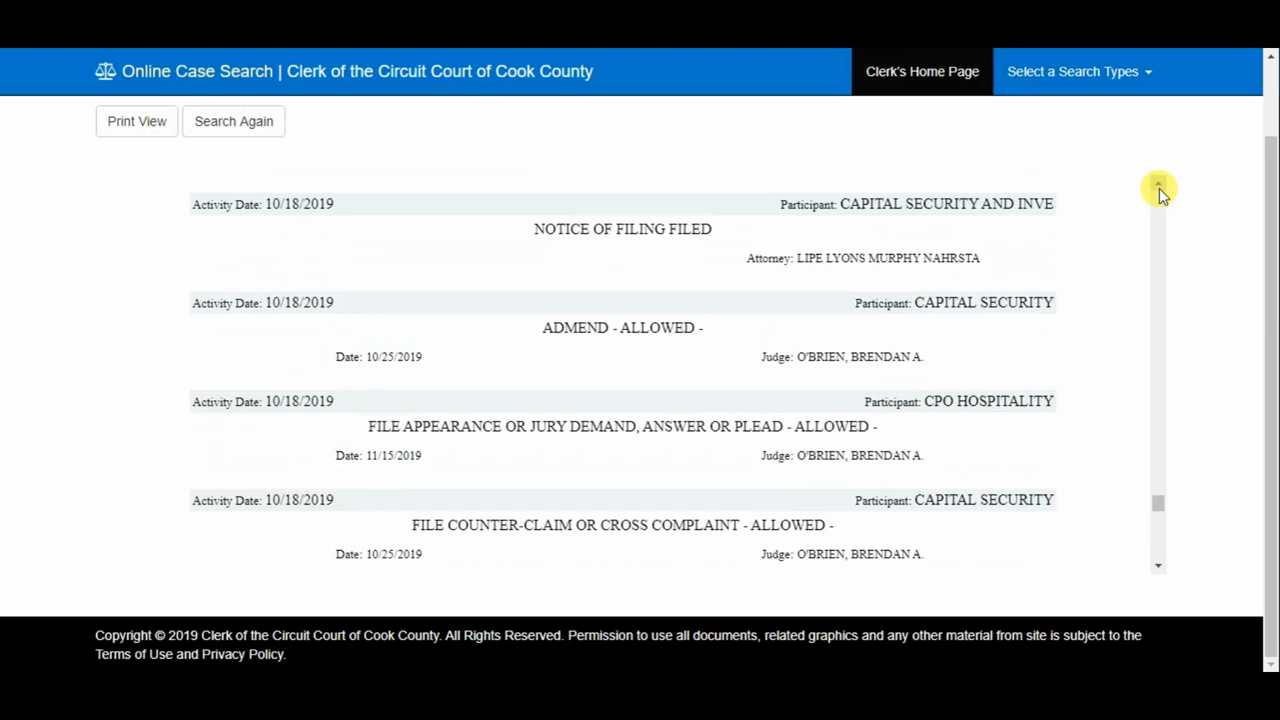 Online Case Search | Clerk of the Circuit Court of Cook County Clerk's Home Page Select a Search Types
Print View Search Again
Activity Date: 10/18/2019 Participant: CAPITAL SECURITY AND INVE
NOTICE OF FILING FILED
Attorney: LIPE LYONS MURPHY NAHRSTA
Activity Date: 10/18/2019 Participant: CAPITAL SECURITY
ADMEND - ALLOWED -
Date: 10/25/2019 Judge: O'BRIEN, BRENDAN A.
Activity Date: 10/18/2019 Participant: CPO HOSPITALITY
FILE APPEARANCE OR JURY DEMAND, ANSWER OR PLEAD - ALLOWED -
Date: 11/15/2019 Judge: O'BRIEN, BRENDAN A.
Activity Date: 10/18/2019 Participant: CAPITAL SECURITY
FILE COUNTER-CLAIM OR CROSS COMPLAINT - ALLOWED -
Date: 10/25/2019 Judge: O'BRIEN, BRENDAN A.
Copyright © 2019 Clerk of the Circuit Court of Cook County. All Rights Reserved. Permission to use all documents, related graphics and any other material from site is subject to the
Terms of Use and Privacy Policy.